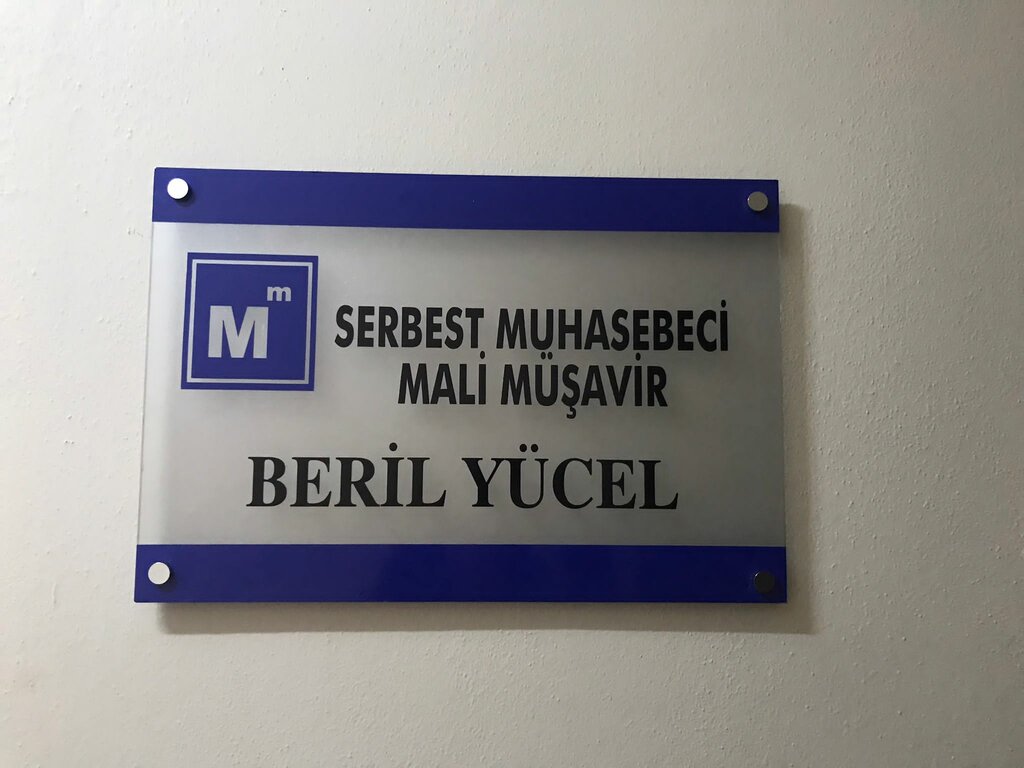 Mm
SERBEST MUHASEBECİ
MALİ MÜŞAVİR
BERİL YÜCEL